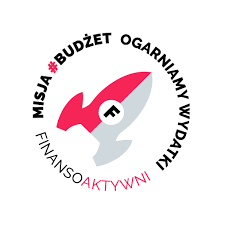 MISJA #BUDŻET OGARNIAMY WYDATKI
FINANSOAKTYWNI
F